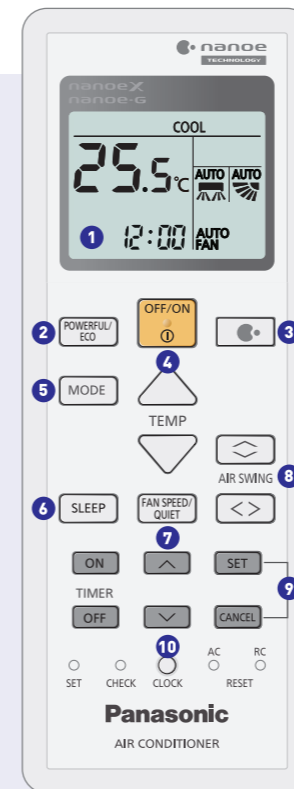 nanoe
TECHNOLOGY
nanoeX
nanoe-G
COOL
25.5°C AUTO AUTO
1 12:00 AUTO FAN
2 POWERFUL/ ECO
OFF/ON
3
4
5 MODE
TEMP
AIR SWING 8
6 SLEEP
FAN SPEED/ QUIET
< >
7
ON
SET
TIMER
9
OFF
CANCEL
10
AC RC
SET CHECK CLOCK RESET
Panasonic
AIR CONDITIONER